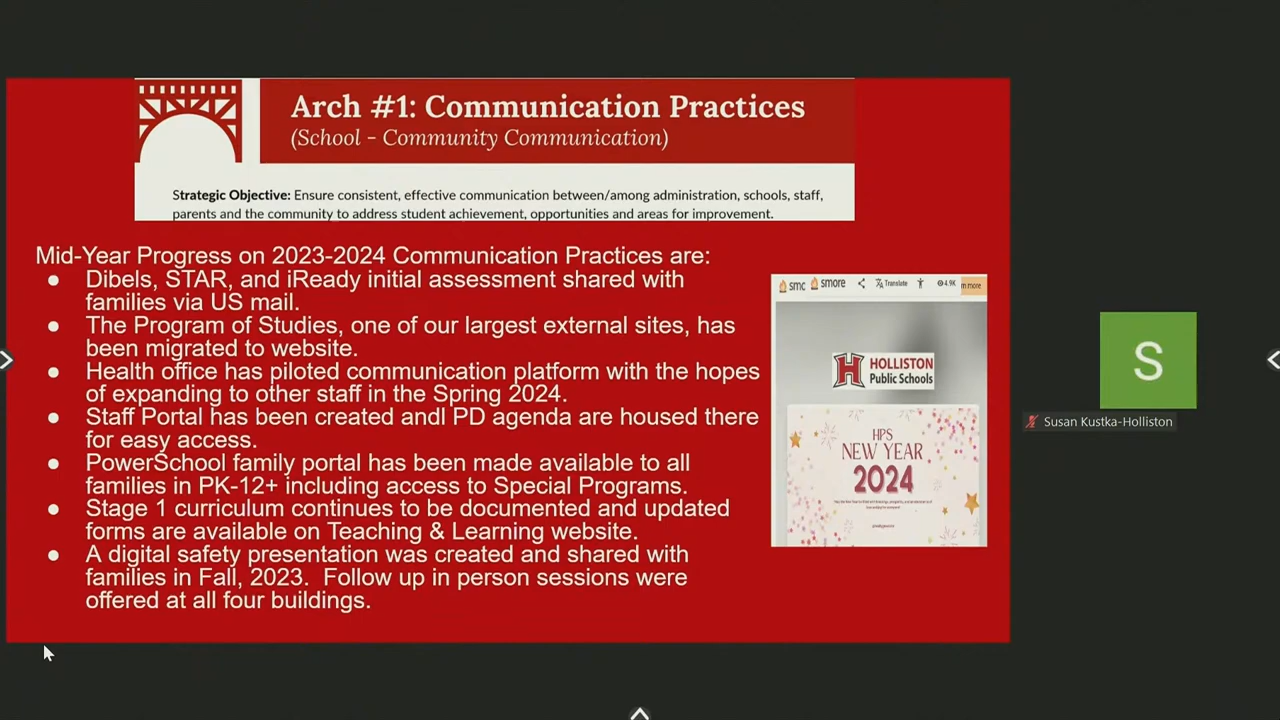 Arch #1: Communication Practices
(School - Community Communication)
Strategic Objective: Ensure consistent, effective communication between/among administration, schools, staff,
parents and the community to address student achievement, opportunities and areas for improvement.
Mid-Year Progress on 2023-2024 Communication Practices are:
● Dibels, STAR, and iReady initial assessment shared with
families via US mail.
● The Program of Studies, one of our largest external sites, has
been migrated to website.
● Health office has piloted communication platform with the hopes
of expanding to other staff in the Spring 2024.
● Staff Portal has been created andl PD agenda are housed there
for easy access.
● PowerSchool family portal has been made available to all
families in PK-12+ including access to Special Programs.
● Stage 1 curriculum continues to be documented and updated
forms are available on Teaching & Learning website.
● A digital safety presentation was created and shared with
families in Fall, 2023.  Follow up in person sessions were
offered at all four buildings.
smc smore Translate 4.9K m more
H HOLLISTON
Public Schools
HPS
NEW YEAR
2024
S
Susan Kustka-Holliston